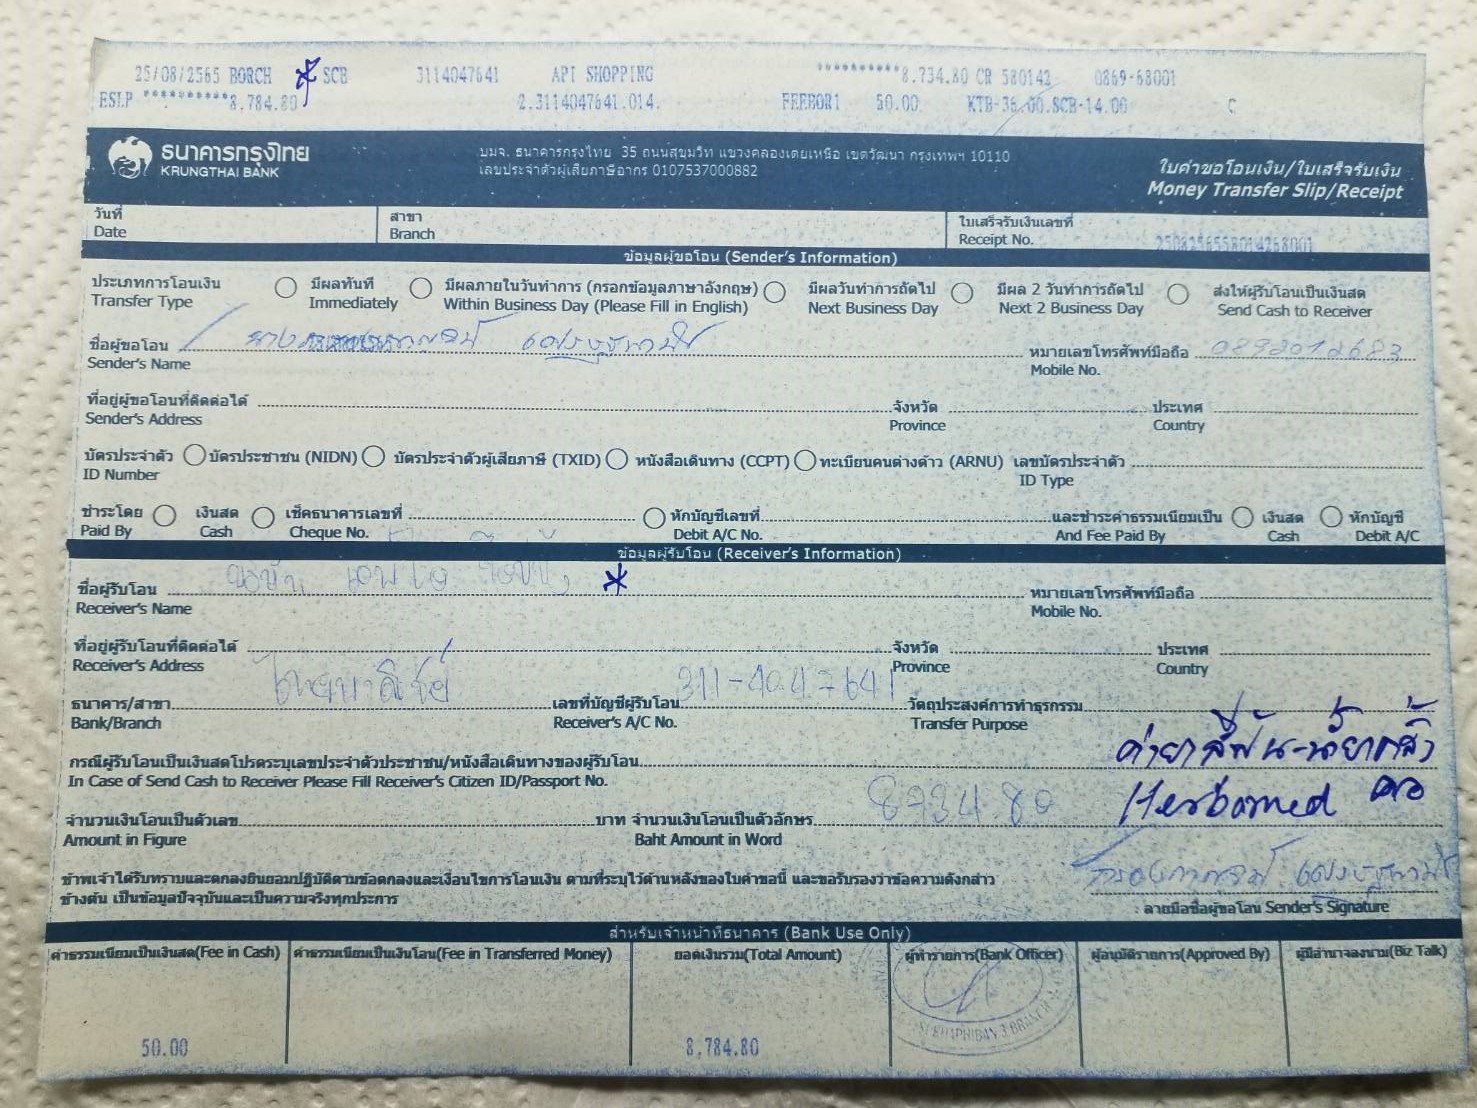 25/08/2565 BORCH * SCB 3114047641 API SHOPPING **********8,734.80 CR 580142 0869-68001
ESLP **********8,784.80 2.3114047641.014. FEEBOR1 50.00 KTB-36.00.SCB-14.00 C
ธนาคารกรุงไทย
KRUNGTHAI BANK
บมจ. ธนาคารกรุงไทย 35 ถนนสุขุมวิท แขวงคลองเตยเหนือ เขตวัฒนา กรุงเทพฯ 10110
เลขประจำตัวผู้เสียภาษีอากร 0107537000882
ใบคำขอโอนเงิน/ใบเสร็จรับเงิน
Money Transfer Slip/Receipt
วันที่ สาขา ใบเสร็จรับเงินเลขที่
Date Branch Receipt No.
ข้อมูลผู้ขอโอน (Sender's Information)
ประเภทการโอนเงิน มีผลทันที มีผลภายในวันทำการ (กรอกข้อมูลภาษาอังกฤษ) มีผลวันทำการถัดไป มีผล 2 วันทำการถัดไป ส่งให้ผู้รับโอนเป็นเงินสด
Transfer Type Immediately Within Business Day (Please Fill in English) Next Business Day Next 2 Business Day Send Cash to Receiver
ชื่อผู้ขอโอน หมายเลขโทรศัพท์มือถือ 0892012683
Sender's Name Mobile No.
ที่อยู่ผู้ขอโอนที่ติดต่อได้ จังหวัด ประเทศ
Sender's Address Province Country
บัตรประจำตัว บัตรประชาชน (NIDN) บัตรประจำตัวผู้เสียภาษี (TXID) หนังสือเดินทาง (CCPT) ทะเบียนคนต่างด้าว (ARNU) เลขบัตรประจำตัว
ID Number ID Type
ชำระโดย เงินสด เช็คธนาคารเลขที่ หักบัญชีเลขที่ และชำระค่าธรรมเนียมเป็น เงินสด หักบัญชี
Paid By Cash Cheque No. Debit A/C No. And Fee Paid By Cash Debit A/C
ข้อมูลผู้รับโอน (Receiver's Information)
ชื่อผู้รับโอน * หมายเลขโทรศัพท์มือถือ
Receiver's Name Mobile No.
ที่อยู่ผู้รับโอนที่ติดต่อได้ จังหวัด ประเทศ
Receiver's Address Province Country
ธนาคาร/สาขา ไทยพาณิชย์ เลขที่บัญชีผู้รับโอน 311-404764 1 วัตถุประสงค์การทำธุรกรรม
Bank/Branch Receiver's A/C No. Transfer Purpose
ค่ายาสีฟัน-น้ำยากลั้ว
กรณีผู้รับโอนเป็นเงินสดโปรดระบุเลขประจำตัวประชาชน/หนังสือเดินทางของผู้รับโอน
In Case of Send Cash to Receiver Please Fill Receiver's Citizen ID/Passport No.
Herbomed คอ
จำนวนเงินโอนเป็นตัวเลข บาท จำนวนเงินโอนเป็นตัวอักษร 8734.80
Amount in Figure Baht Amount in Word
ข้าพเจ้าได้รับทราบและตกลงยินยอมปฏิบัติตามข้อตกลงและเงื่อนไขการโอนเงิน ตามที่ระบุไว้ด้านหลังของใบคำขอนี้ และขอรับรองว่าข้อความดังกล่าว
ข้างต้น เป็นข้อมูลปัจจุบันและเป็นความจริงทุกประการ
ลายมือชื่อผู้ขอโอน Sender's Signature
สำหรับเจ้าหน้าที่ธนาคาร (Bank Use Only)
ค่าธรรมเนียมเป็นเงินสด(Fee in Cash) ค่าธรรมเนียมเป็นเงินโอน(Fee in Transferred Money) ยอดเงินรวม(Total Amount) ผู้ทำรายการ(Bank Officer) ผู้อนุมัติรายการ(Approved By) ผู้มีอำนาจลงนาม(Biz Talk)
50.00 8,784.80